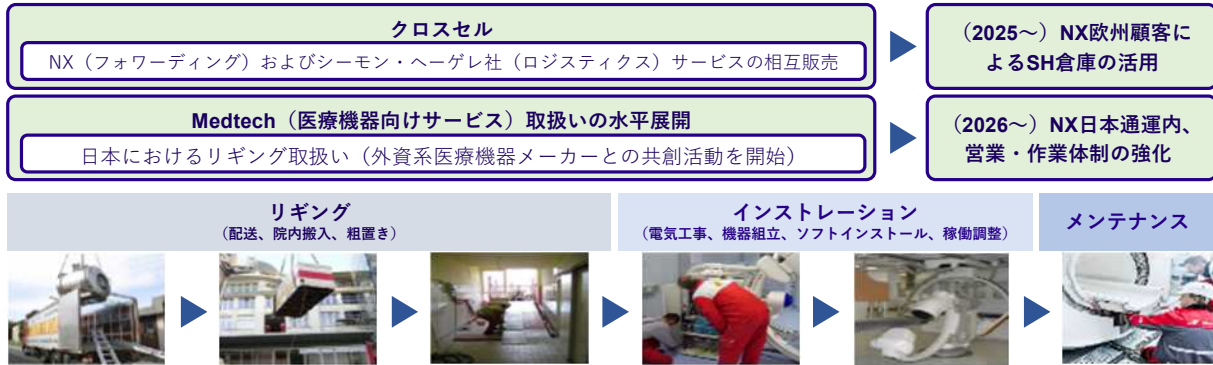 クロスセル
NX（フォワーディング）およびシーモン・ヘーゲレ社（ロジスティクス）サービスの相互販売
（2025～）NX欧州顧客に
よるSH倉庫の活用
Medtech（医療機器向けサービス）取扱いの水平展開
日本におけるリギング取扱い（外資系医療機器メーカーとの共創活動を開始）
（2026～）NX日本通運内、
営業・作業体制の強化
リギング
（配送、院内搬入、粗置き）
インストレーション
（電気工事、機器組立、ソフトインストール、稼働調整）
メンテナンス